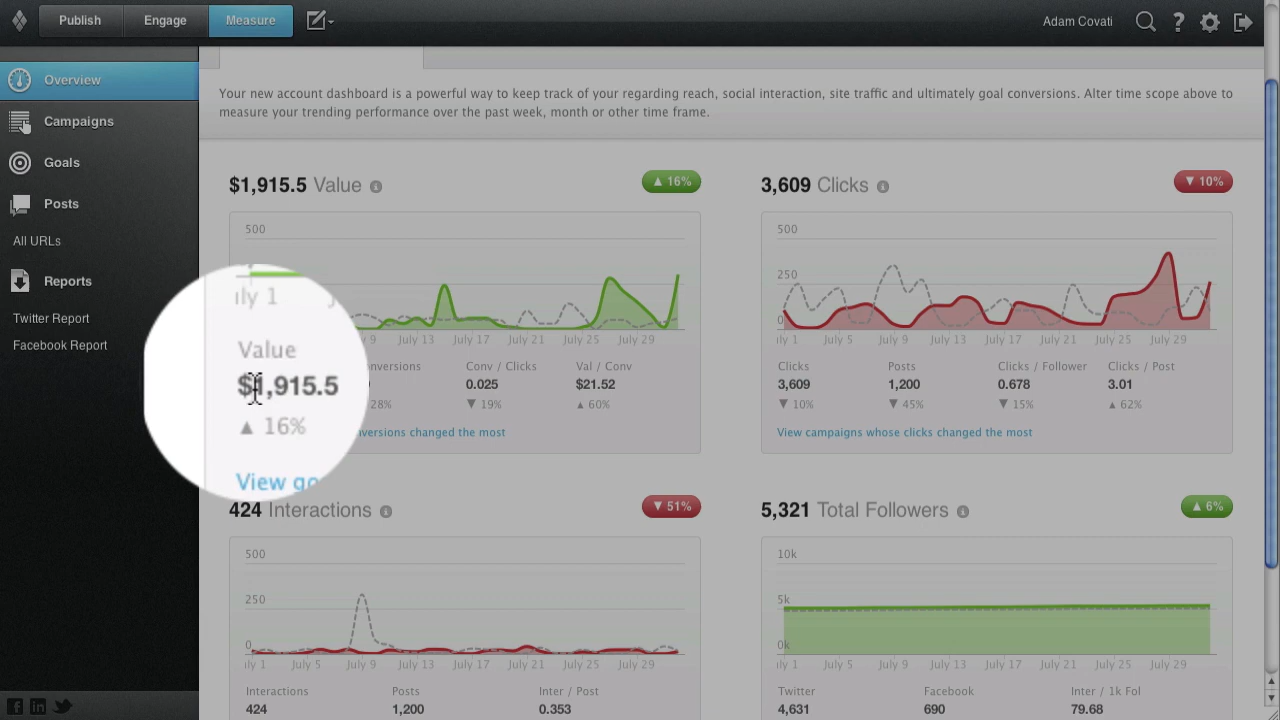 Publish Engage Measure Adam Covati ?
Overview
Campaigns
Goals
Posts
All URLs
Reports
Twitter Report
Facebook Report
Your new account dashboard is a powerful way to keep track of your regarding reach, social interaction, site traffic and ultimately goal conversions. Alter time scope above to
measure your trending performance over the past week, month or other time frame.
$1,915.5 Value ▲ 16%
500
July 13 July 17 July 21 July 25 July 29
Conv / Clicks Val / Conv
0.025 $21.52
28% ▼ 19% ▲ 60%
changed the most
Value
$1,915.5
▲ 16%
View
3,609 Clicks ▼ 10%
500
250
0
July 5 July 9 July 13 July 17 July 21 July 25 July 29
Clicks Posts Clicks / Follower Clicks / Post
3,609 1,200 0.678 3.01
▼ 10% ▼ 45% ▼ 15% ▲ 62%
View campaigns whose clicks changed the most
424 Interactions ▼ 51%
500
250
0
July 5 July 9 July 13 July 17 July 21 July 25 July 29
Interactions Posts Inter / Post
424 1,200 0.353
5,321 Total Followers ▲ 6%
10k
5k
0k
July 5 July 9 July 13 July 17 July 21 July 25 July 29
Twitter Facebook Inter / 1k Fol
4,631 690 79.68